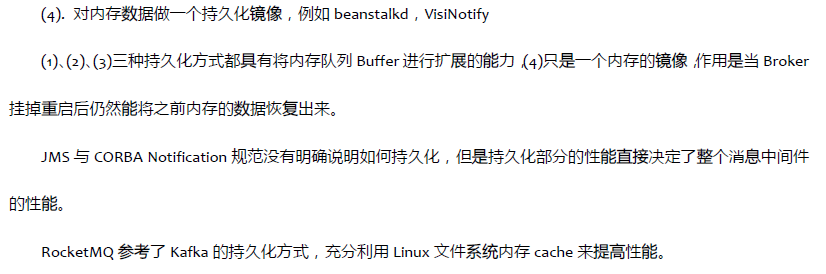 (4). 对内存数据做一个持久化镜像，例如 beanstalkd，VisiNotify
(1)、(2)、(3)三种持久化方式都具有将内存队列 Buffer 进行扩展的能力，(4)只是一个内存的镜像，作用是当 Broker
挂掉重启后仍然能将之前内存的数据恢复出来。
JMS 与 CORBA Notification 规范没有明确说明如何持久化，但是持久化部分的性能直接决定了整个消息中间件
的性能。
RocketMQ 参考了 Kafka 的持久化方式，充分利用 Linux 文件系统内存 cache 来提高性能。